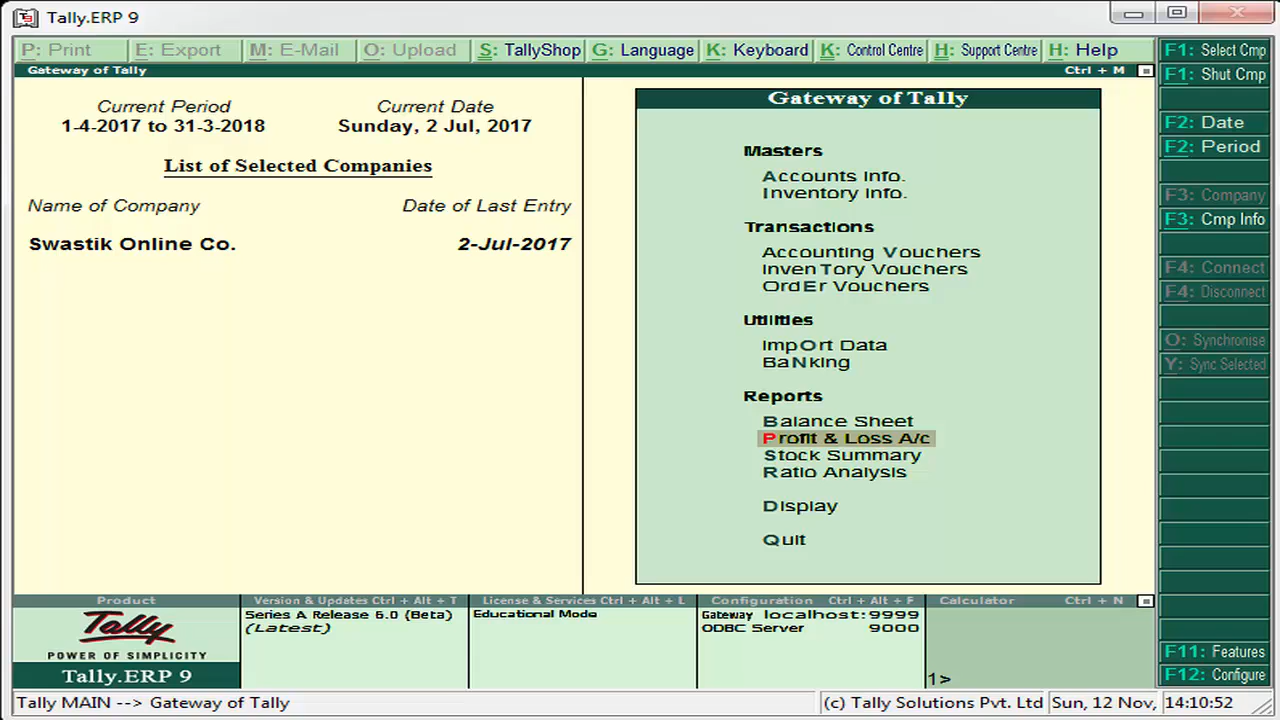 Tally.ERP 9
P: Print E: Export M: E-Mail O: Upload S: TallyShop G: Language K: Keyboard K: Control Centre H: Support Centre H: Help
Gateway of Tally Ctrl + M
Current Period Current Date
1-4-2017 to 31-3-2018 Sunday, 2 Jul, 2017
List of Selected Companies
Name of Company Date of Last Entry
Swastik Online Co. 2-Jul-2017
Gateway of Tally
Masters
Accounts Info.
Inventory Info.
Transactions
Accounting Vouchers
InvenTory Vouchers
OrdEr Vouchers
Utilities
ImpOrt Data
BaNking
Reports
Balance Sheet
Profit & Loss A/c
Stock Summary
Ratio Analysis
Display
Quit
F1: Select Cmp
F1: Shut Cmp
F2: Date
F2: Period
F3: Company
F3: Cmp Info
F4: Connect
F4: Disconnect
O: Synchronise
Y: Sync Selected
F11: Features
F12: Configure
Product
Tally
POWER OF SIMPLICITY
Tally.ERP 9
Version & Updates Ctrl + Alt + T
Series A Release 6.0 (Beta)
(Latest)
License & Services Ctrl + Alt + L
Educational Mode
Configuration Ctrl + Alt + F
Gateway localhost:9999
ODBC Server 9000
Calculator Ctrl + N
1>
Tally MAIN --> Gateway of Tally (c) Tally Solutions Pvt. Ltd Sun, 12 Nov, 14:10:52